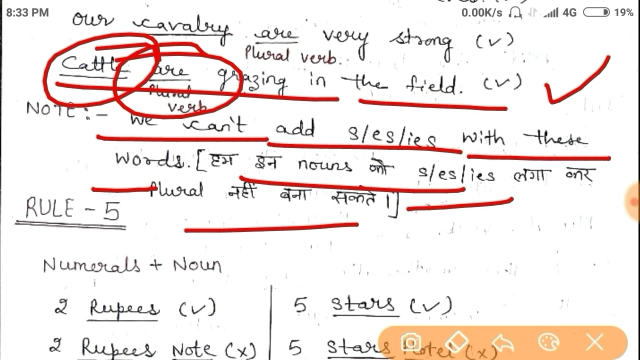 8:33 PM 0.00K/s 4G 19%
our cavalry are very strong (✓)
Plural verb.
Cattle are grazing in the field. (✓)
Plural verb
NOTE:- We can't add s/es/ies with these
words. [हम इन nouns को s/es/ies लगा कर
Plural नहीं बना सकते।]
RULE - 5
Numerals + Noun
2 Rupees (✓) 5 Stars (✓)
2 Rupees Note (×) 5 Stars Hotel (×)